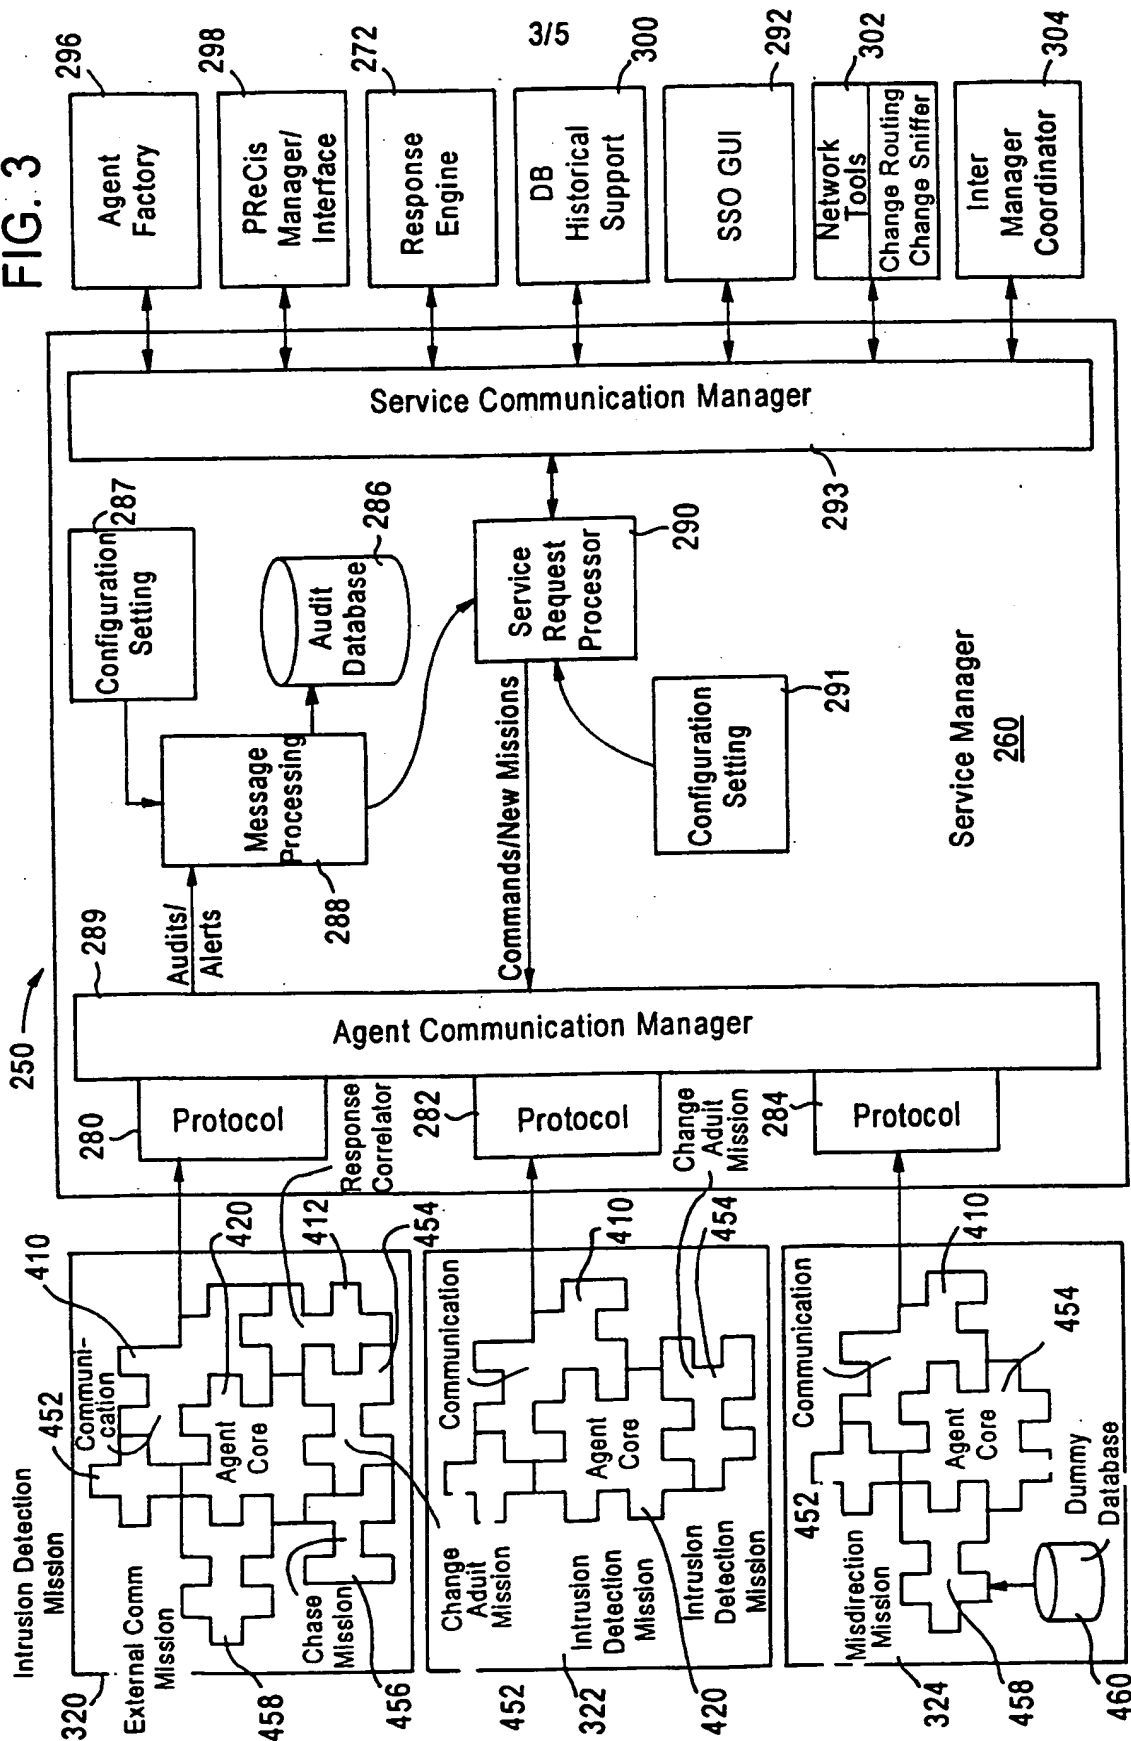 3/5
FIG. 3
250
296
Agent
Factory
298
PReCis
Manager/
Interface
272
Response
Engine
300
DB
Historical
Support
292
SSO GUI
302
Network
Tools
Change Routing
Change Sniffer
304
Inter
Manager
Coordinator
Service Communication Manager
293
287
Configuration
Setting
286
Audit
Database
290
Service
Request
Processor
291
Configuration
Setting
Message
Processing
288
Audits/
Alerts
Commands/New Missions
Service Manager
260
289
Agent Communication Manager
280
Protocol
282
Protocol
284
Protocol
Response
Correlator
Change
Aduit
Mission
Intrusion Detection
Mission
320
External Comm
Mission
458
452
Communi-
cation
410
420
412
454
Agent
Core
Chase
Mission
456
Change
Aduit
Mission
Communication
410
454
Agent
Core
452
322
Intrusion
Detection
Mission
420
Intrusion
Detection
Mission
Communication
410
454
452
Agent
Core
Misdirection
Mission
324
458
Dummy
Database
460